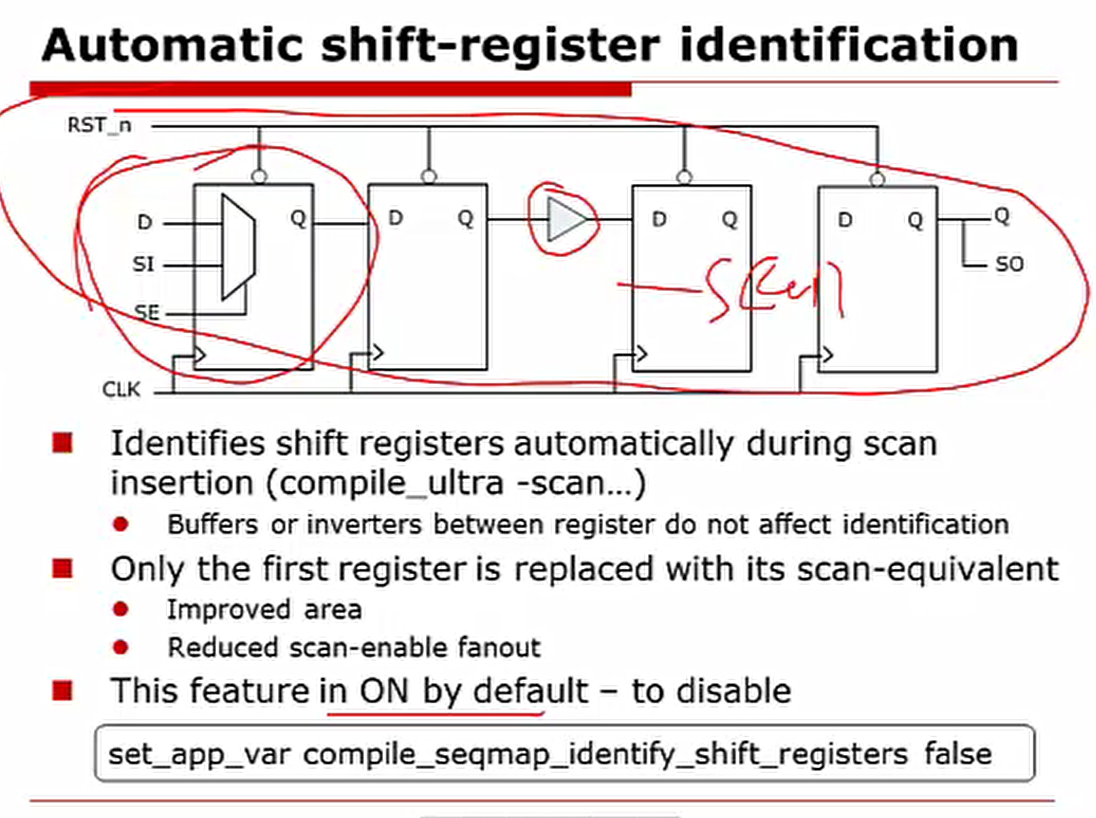 Automatic shift-register identification
RST_n
D Q D Q D Q D Q Q
SI SO
SE
CLK
Identifies shift registers automatically during scan
insertion (compile_ultra -scan...)
Buffers or inverters between register do not affect identification
Only the first register is replaced with its scan-equivalent
Improved area
Reduced scan-enable fanout
This feature in ON by default – to disable
set_app_var compile_seqmap_identify_shift_registers false